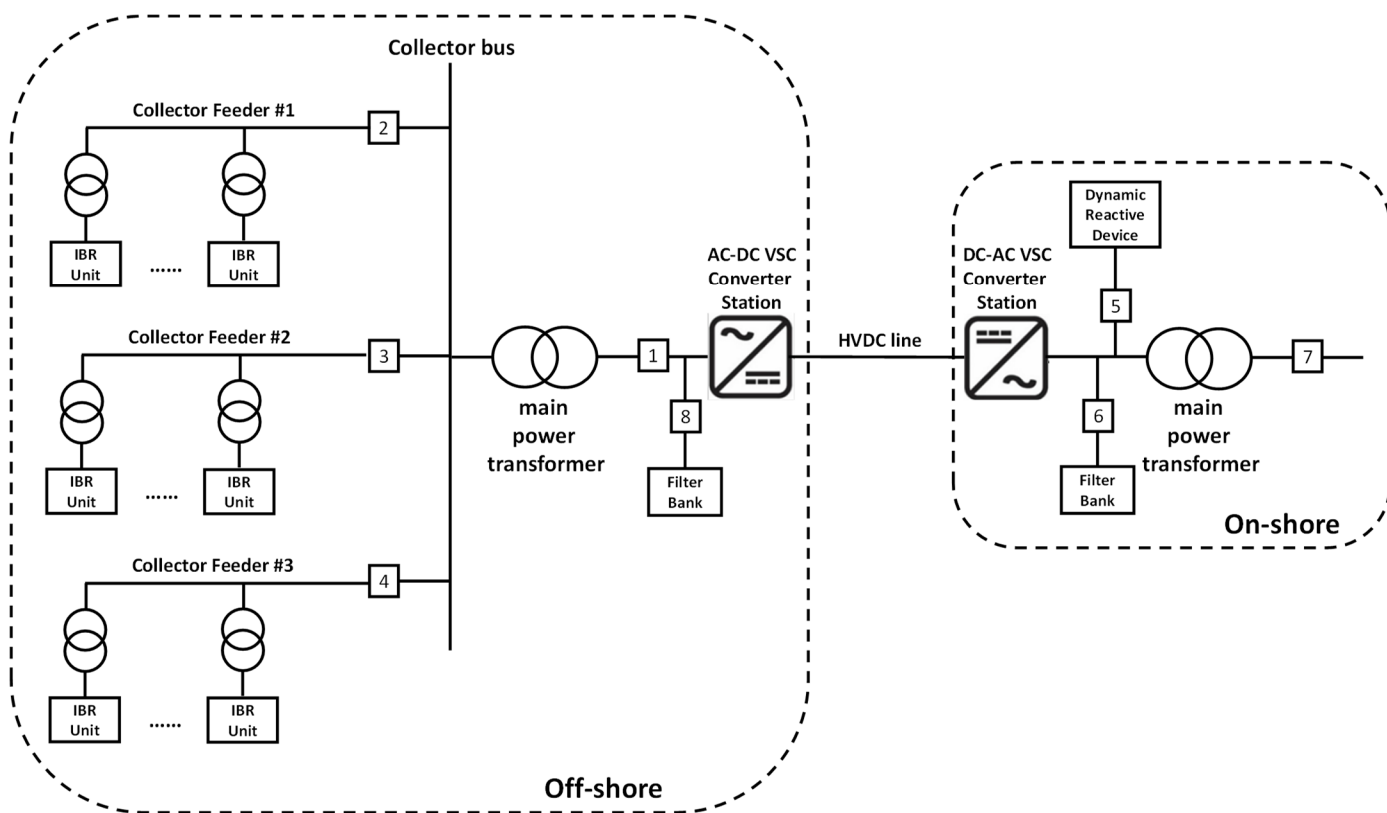 Collector bus
Collector Feeder #1
2
IBR
Unit
......
IBR
Unit
Collector Feeder #2
3
IBR
Unit
......
IBR
Unit
Collector Feeder #3
4
IBR
Unit
......
IBR
Unit
main
power
transformer
1
8
Filter
Bank
AC-DC VSC
Converter
Station
Off-shore
HVDC line
DC-AC VSC
Converter
Station
Dynamic
Reactive
Device
5
6
Filter
Bank
main
power
transformer
7
On-shore